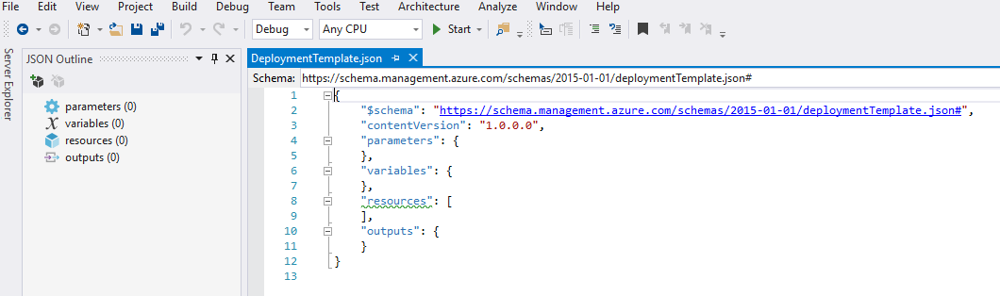 File Edit View Project Build Debug Team Tools Test Architecture Analyze Window Help
Debug Any CPU Start
Server Explorer
JSON Outline
parameters (0)
variables (0)
resources (0)
outputs (0)
DeploymentTemplate.json
Schema: https://schema.management.azure.com/schemas/2015-01-01/deploymentTemplate.json#
1 {
2 "$schema": "https://schema.management.azure.com/schemas/2015-01-01/deploymentTemplate.json#",
3 "contentVersion": "1.0.0.0",
4 "parameters": {
5 },
6 "variables": {
7 },
8 "resources": [
9 ],
10 "outputs": {
11 }
12 }
13